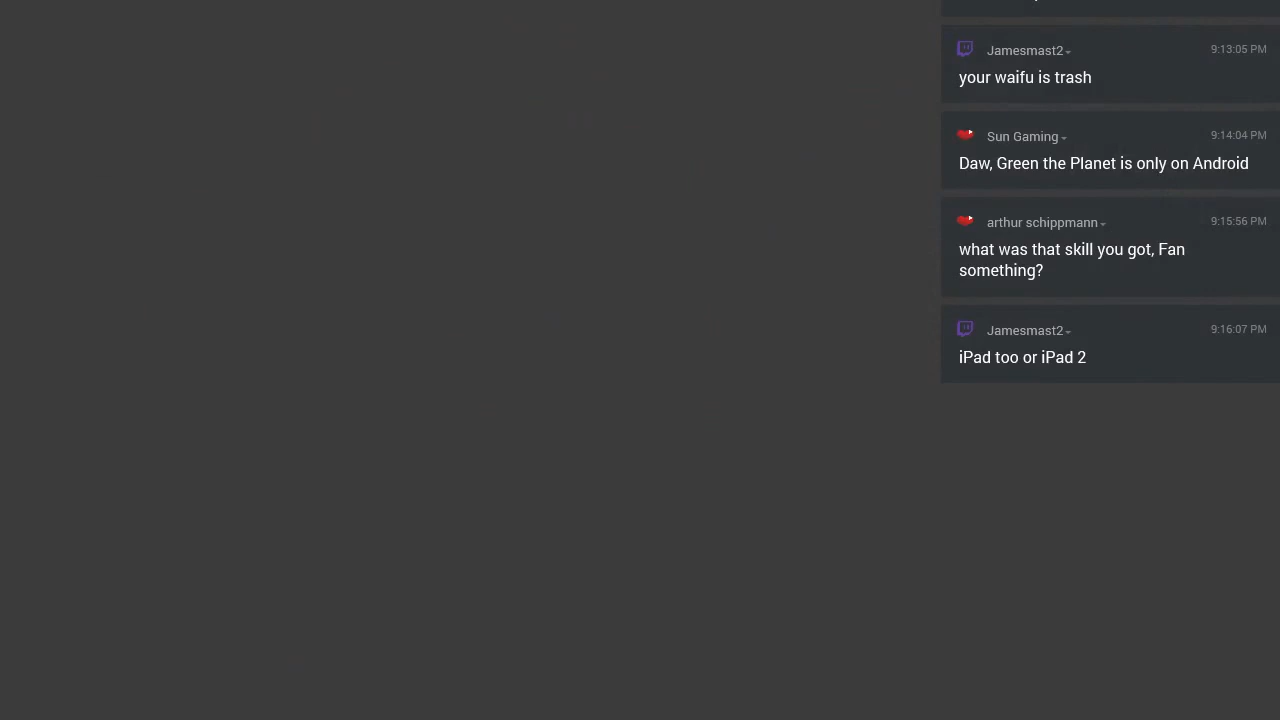 Jamesmast2
9:13:05 PM
your waifu is trash
Sun Gaming
9:14:04 PM
Daw, Green the Planet is only on Android
arthur schippmann
9:15:56 PM
what was that skill you got, Fan
something?
Jamesmast2
9:16:07 PM
iPad too or iPad 2